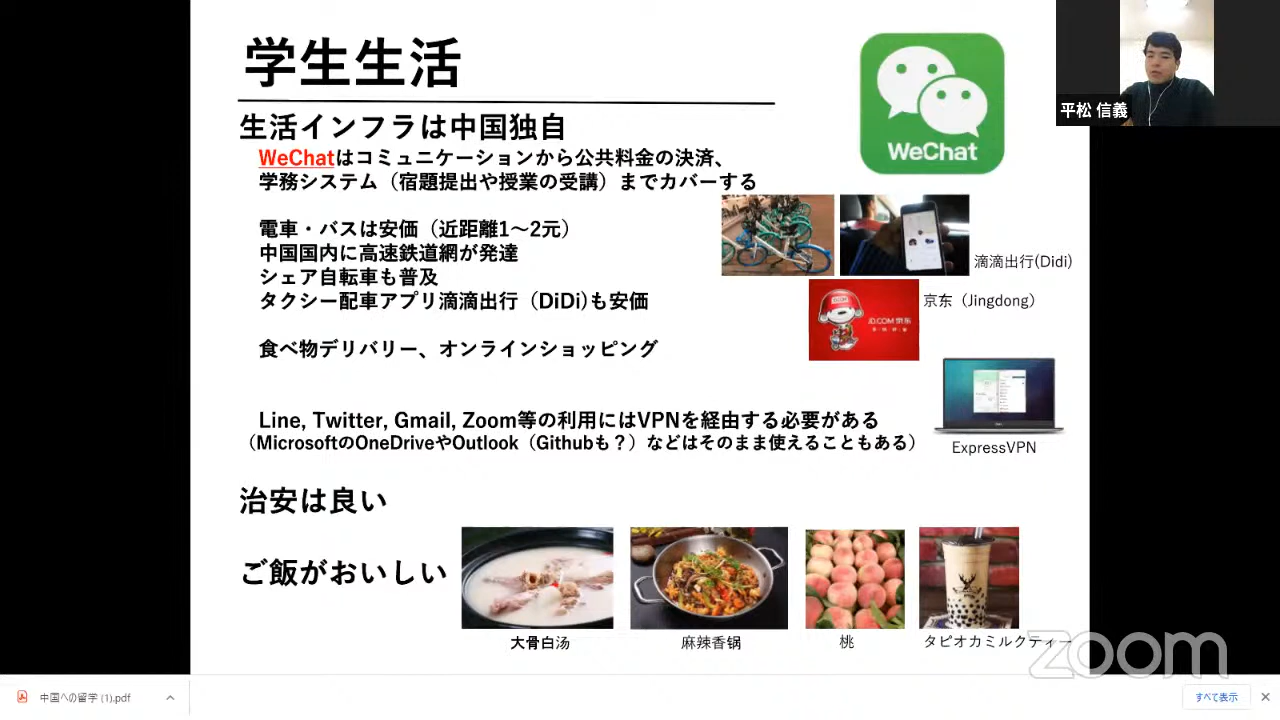 学生生活
WeChat
平松 信義
生活インフラは中国独自
WeChatはコミュニケーションから公共料金の決済、
学務システム（宿題提出や授業の受講）までカバーする
電車・バスは安価（近距離1～2元）
中国国内に高速鉄道網が発達
シェア自転車も普及
タクシー配車アプリ滴滴出行（DiDi)も安価
滴滴出行(Didi)
京东（Jingdong）
JD.COM 京东
食べ物デリバリー、オンラインショッピング
Line, Twitter, Gmail, Zoom等の利用にはVPNを経由する必要がある
（MicrosoftのOneDriveやOutlook（Githubも？）などはそのまま使えることもある）
ExpressVPN
治安は良い
ご飯がおいしい
大骨白汤
麻辣香锅
桃
タピオカミルクティー
zoom
中国への留学 (1).pdf
すべて表示